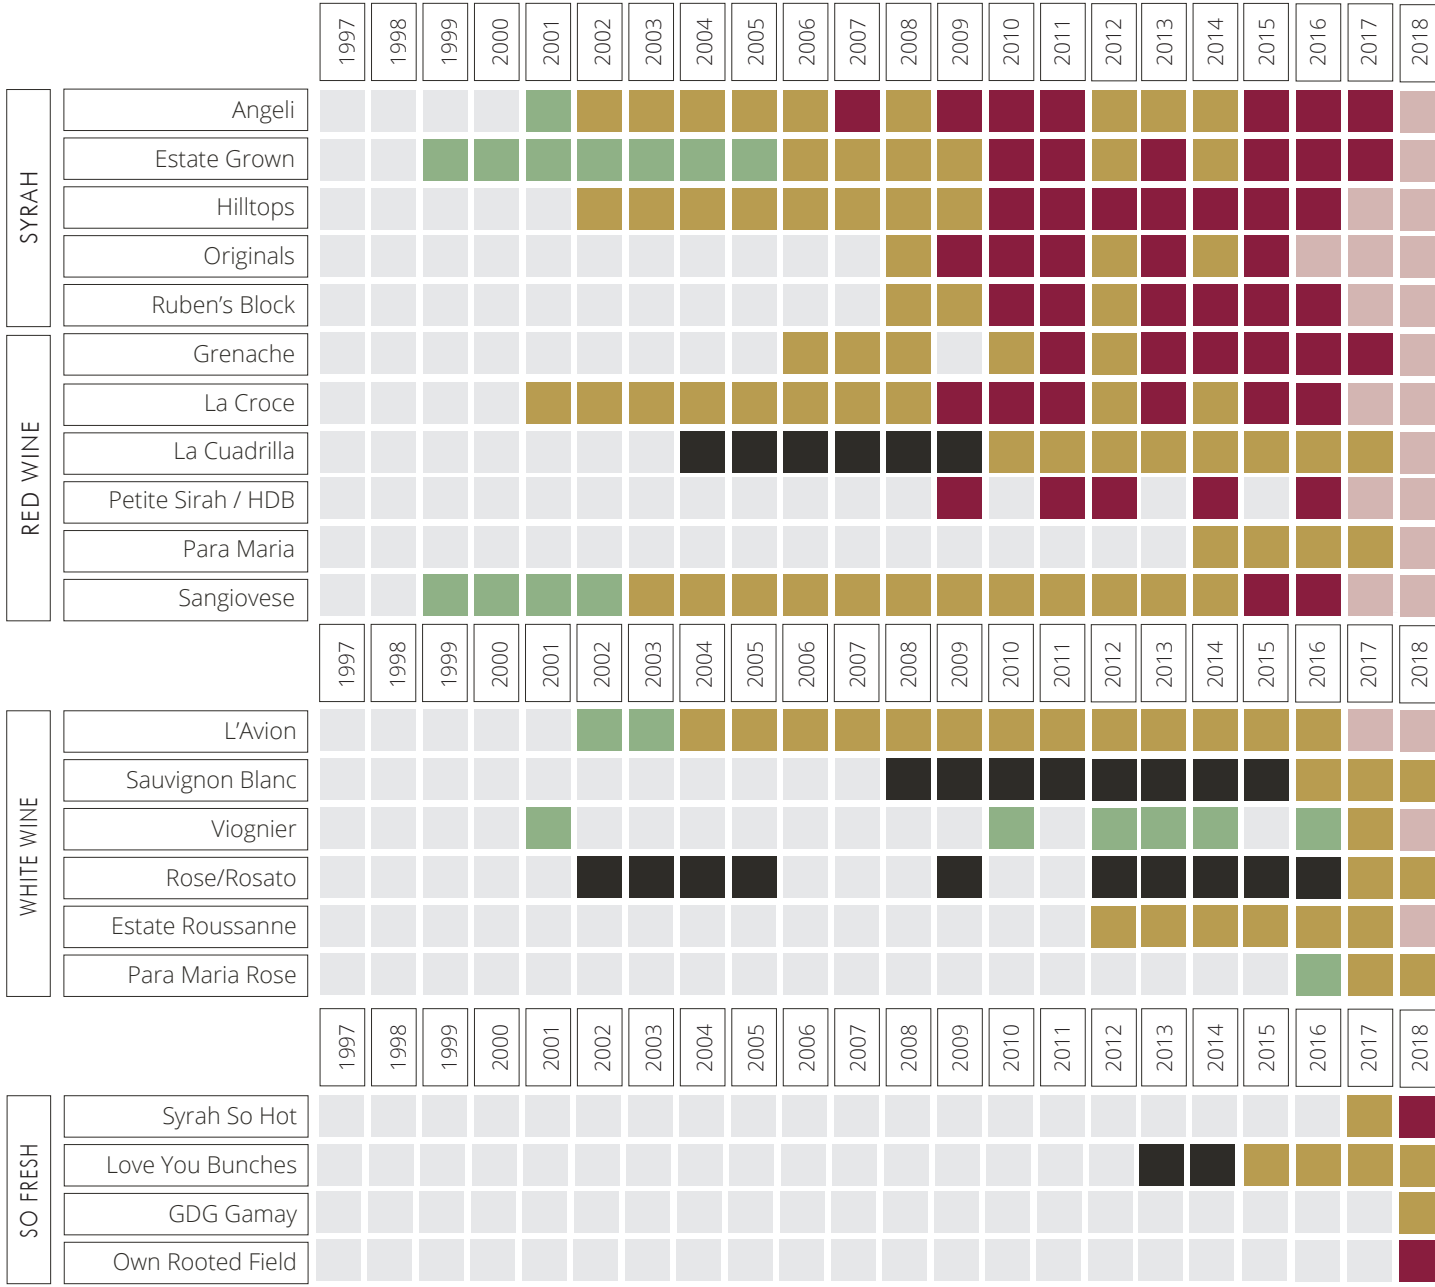 1997 1998 1999 2000 2001 2002 2003 2004 2005 2006 2007 2008 2009 2010 2011 2012 2013 2014 2015 2016 2017 2018
SYRAH
Angeli
Estate Grown
Hilltops
Originals
Ruben’s Block
RED WINE
Grenache
La Croce
La Cuadrilla
Petite Sirah / HDB
Para Maria
Sangiovese
1997 1998 1999 2000 2001 2002 2003 2004 2005 2006 2007 2008 2009 2010 2011 2012 2013 2014 2015 2016 2017 2018
WHITE WINE
L’Avion
Sauvignon Blanc
Viognier
Rose/Rosato
Estate Roussanne
Para Maria Rose
1997 1998 1999 2000 2001 2002 2003 2004 2005 2006 2007 2008 2009 2010 2011 2012 2013 2014 2015 2016 2017 2018
SO FRESH
Syrah So Hot
Love You Bunches
GDG Gamay
Own Rooted Field